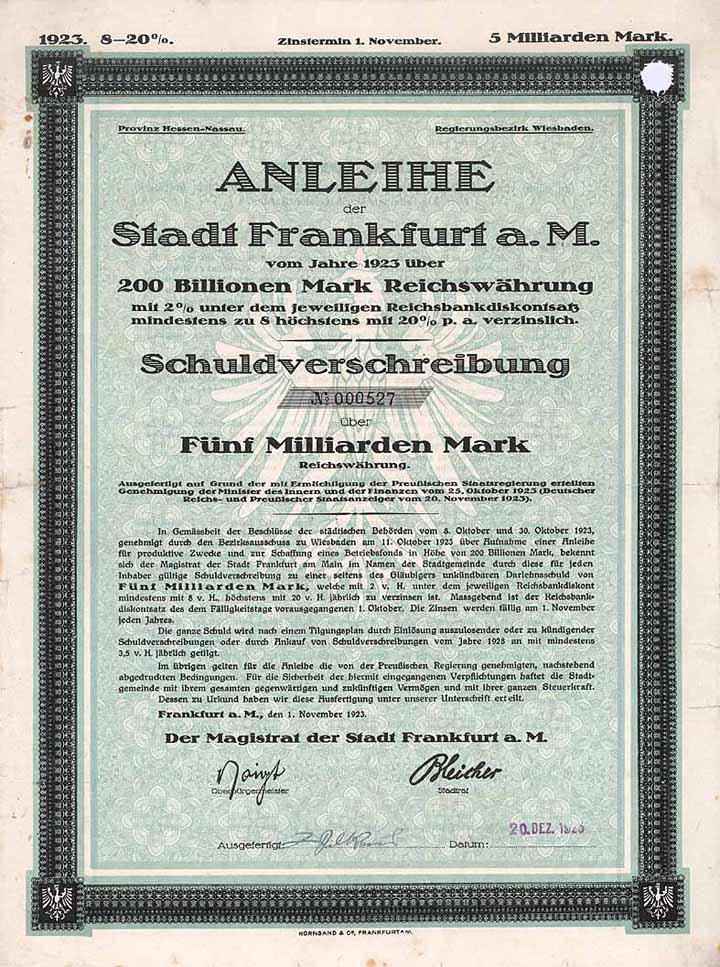 1923. 8–20%. Zinstermin 1. November. 5 Milliarden Mark.
Provinz Hessen-Nassau. Regierungsbezirk Wiesbaden.
ANLEIHE
der
Stadt Frankfurt a. M.
vom Jahre 1923 über
200 Billionen Mark Reichswährung
mit 2% unter dem jeweiligen Reichsbankdiskontsatz
mindestens zu 8 höchstens mit 20% p. a. verzinslich.
Schuldverschreibung
№ 000527
über
Fünf Milliarden Mark
Reichswährung.
Ausgefertigt auf Grund der mit Ermächtigung der Preußischen Staatsregierung erteilten
Genehmigung der Minister des Innern und der Finanzen vom 25. Oktober 1923 (Deutscher
Reichs- und Preußischer Staatsanzeiger vom 20. November 1923).
In Gemässheit der Beschlüsse der städtischen Behörden vom 8. Oktober und 30. Oktober 1923,
genehmigt durch den Bezirksausschuss zu Wiesbaden am 11. Oktober 1923 über Aufnahme einer Anleihe
für produktive Zwecke und zur Schaffung eines Betriebsfonds in Höhe von 200 Billionen Mark, bekennt
sich der Magistrat der Stadt Frankfurt am Main im Namen der Stadtgemeinde durch diese für jeden
Inhaber gültige Schuldverschreibung zu einer seitens des Gläubigers unkündbaren Darlehnsschuld von
Fünf Milliarden Mark, welche mit 2 v. H. unter dem jeweiligen Reichsbankdiskont
mindestens mit 8 v. H., höchstens mit 20 v. H. jährlich zu verzinsen ist. Massgebend ist der Reichsbank-
diskontsatz des dem Fälligkeitstage vorausgegangenen 1. Oktober. Die Zinsen werden fällig am 1. November
jeden Jahres.
Die ganze Schuld wird nach einem Tilgungsplan durch Einlösung auszulosender oder zu kündigender
Schuldverschreibungen oder durch Ankauf von Schuldverschreibungen vom Jahre 1928 an mit mindestens
3,5 v. H. jährlich getilgt.
Im übrigen gelten für die Anleihe die von der Preußischen Regierung genehmigten, nachstehend
abgedruckten Bedingungen. Für die Sicherheit der hiermit eingegangenen Verpflichtungen haftet die Stadt-
gemeinde mit ihrem gesamten gegenwärtigen und zukünftigen Vermögen und mit ihrer ganzen Steuerkraft.
Dessen zu Urkund haben wir diese Ausfertigung unter unserer Unterschrift erteilt.
Frankfurt a. M., den 1. November 1923.
Der Magistrat der Stadt Frankfurt a. M.
Bleicher
Oberbürgermeister Stadtrat
20. DEZ. 1923
Ausgefertigt: Datum:
KORNSAND & Co., FRANKFURT a/M.